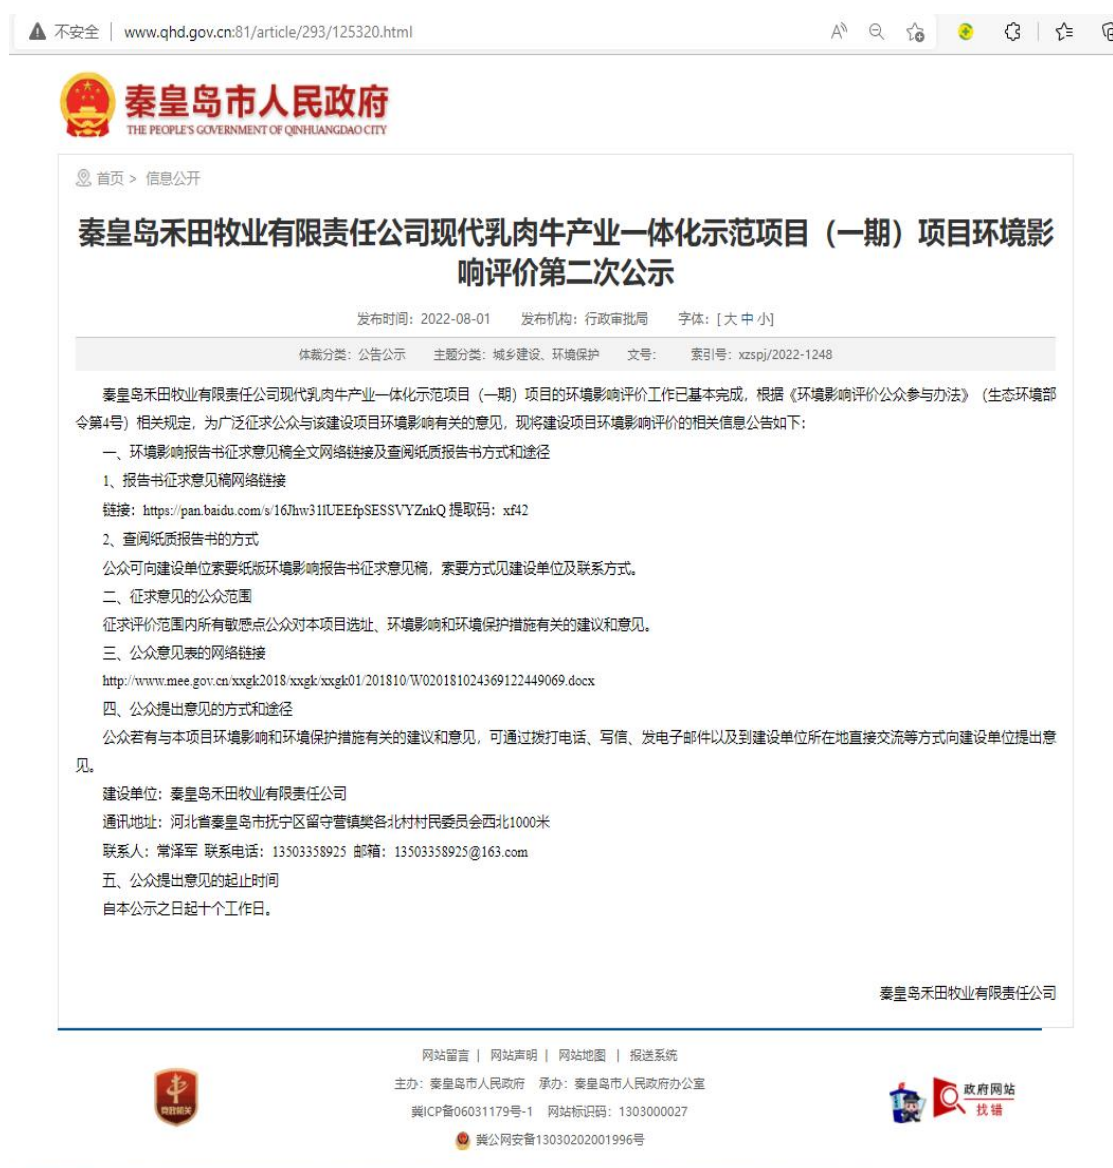 不安全 | www.qhd.gov.cn:81/article/293/125320.html
秦皇岛市人民政府
THE PEOPLE'S GOVERNMENT OF QINHUANGDAO CITY
首页 > 信息公开
秦皇岛禾田牧业有限责任公司现代乳肉牛产业一体化示范项目（一期）项目环境影
响评价第二次公示
发布时间：2022-08-01 发布机构：行政审批局 字体：[ 大 中 小]
体裁分类：公告公示 主题分类：城乡建设、环境保护 文号： 索引号：xzspj/2022-1248
秦皇岛禾田牧业有限责任公司现代乳肉牛产业一体化示范项目（一期）项目的环境影响评价工作已基本完成，根据《环境影响评价公众参与办法》（生态环境部
令第4号）相关规定，为广泛征求公众与该建设项目环境影响有关的意见，现将建设项目环境影响评价的相关信息公告如下：
一、环境影响报告书征求意见稿全文网络链接及查阅纸质报告书方式和途径
1、报告书征求意见稿网络链接
链接：https://pan.baidu.com/s/16Jhw31lUEEfpSESSVYZnkQ 提取码：xf42
2、查阅纸质报告书的方式
公众可向建设单位索要纸版环境影响报告书征求意见稿，索要方式见建设单位及联系方式。
二、征求意见的公众范围
征求评价范围内所有敏感点公众对本项目选址、环境影响和环境保护措施有关的建议和意见。
三、公众意见表的网络链接
http://www.mee.gov.cn/xxgk2018/xxgk/xxgk01/201810/W020181024369122449069.docx
四、公众提出意见的方式和途径
公众若有与本项目环境影响和环境保护措施有关的建议和意见，可通过拨打电话、写信、发电子邮件以及到建设单位所在地直接交流等方式向建设单位提出意
见。
建设单位：秦皇岛禾田牧业有限责任公司
通讯地址：河北省秦皇岛市抚宁区留守营镇樊各北村村民委员会西北1000米
联系人：常泽军 联系电话：13503358925 邮箱：13503358925@163.com
五、公众提出意见的起止时间
自本公示之日起十个工作日。
秦皇岛禾田牧业有限责任公司
网站留言 | 网站声明 | 网站地图 | 报送系统
主办：秦皇岛市人民政府 承办：秦皇岛市人民政府办公室
冀ICP备06031179号-1 网站标识码：1303000027
冀公网安备13030202001996号
党政机关
政府网站
找错